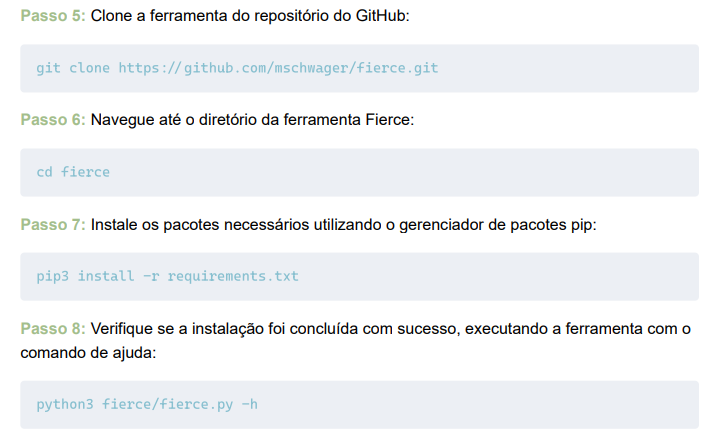 Passo 5: Clone a ferramenta do repositório do GitHub:
git clone https://github.com/mschwager/fierce.git
Passo 6: Navegue até o diretório da ferramenta Fierce:
cd fierce
Passo 7: Instale os pacotes necessários utilizando o gerenciador de pacotes pip:
pip3 install -r requirements.txt
Passo 8: Verifique se a instalação foi concluída com sucesso, executando a ferramenta com o
comando de ajuda:
python3 fierce/fierce.py -h